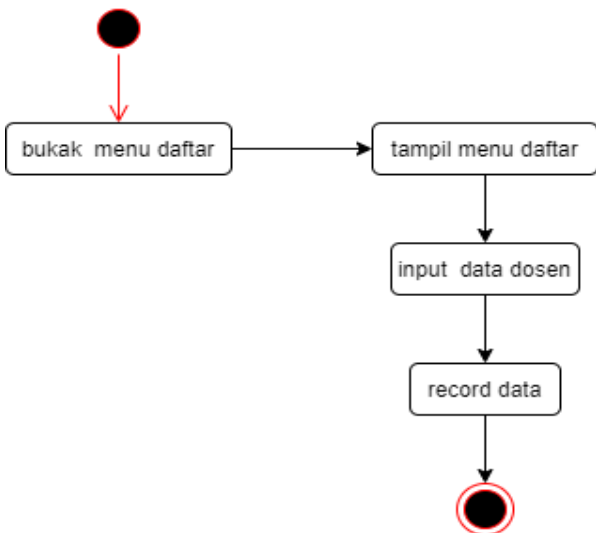 bukak menu daftar
tampil menu daftar
input data dosen
record data